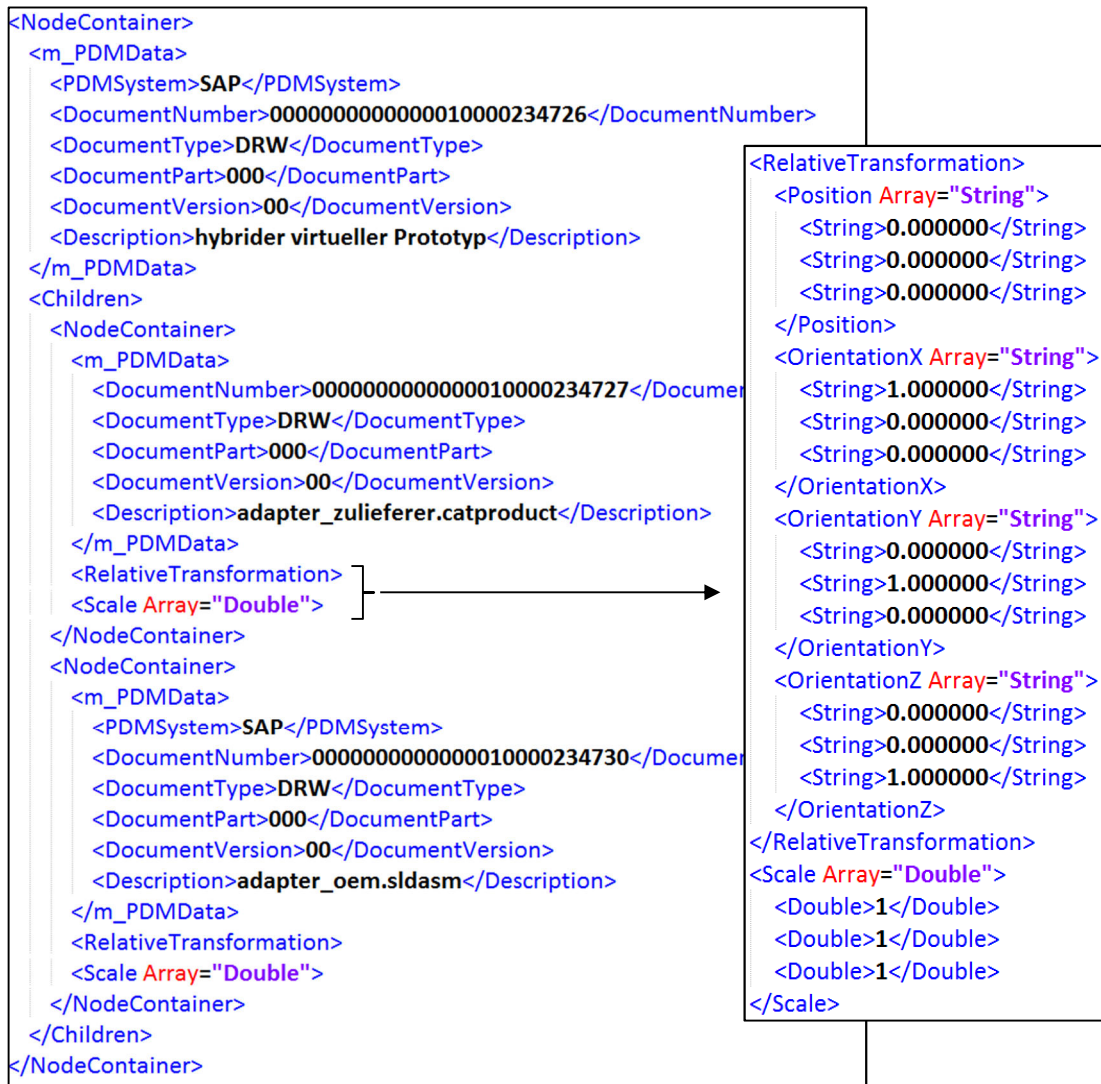 <NodeContainer>
<m_PDMData>
<PDMSystem>SAP</PDMSystem>
<DocumentNumber>0000000000000010000234726</DocumentNumber>
<DocumentType>DRW</DocumentType>
<DocumentPart>000</DocumentPart>
<DocumentVersion>00</DocumentVersion>
<Description>hybrider virtueller Prototyp</Description>
</m_PDMData>
<Children>
<NodeContainer>
<m_PDMData>
<DocumentNumber>0000000000000010000234727</Documen
<DocumentType>DRW</DocumentType>
<DocumentPart>000</DocumentPart>
<DocumentVersion>00</DocumentVersion>
<Description>adapter_zulieferer.catproduct</Description>
</m_PDMData>
<RelativeTransformation>
<Scale Array="Double">
</NodeContainer>
<NodeContainer>
<m_PDMData>
<PDMSystem>SAP</PDMSystem>
<DocumentNumber>0000000000000010000234730</Documen
<DocumentType>DRW</DocumentType>
<DocumentPart>000</DocumentPart>
<DocumentVersion>00</DocumentVersion>
<Description>adapter_oem.sldasm</Description>
</m_PDMData>
<RelativeTransformation>
<Scale Array="Double">
</NodeContainer>
</Children>
</NodeContainer>
<RelativeTransformation>
<Position Array="String">
<String>0.000000</String>
<String>0.000000</String>
<String>0.000000</String>
</Position>
<OrientationX Array="String">
<String>1.000000</String>
<String>0.000000</String>
<String>0.000000</String>
</OrientationX>
<OrientationY Array="String">
<String>0.000000</String>
<String>1.000000</String>
<String>0.000000</String>
</OrientationY>
<OrientationZ Array="String">
<String>0.000000</String>
<String>0.000000</String>
<String>1.000000</String>
</OrientationZ>
</RelativeTransformation>
<Scale Array="Double">
<Double>1</Double>
<Double>1</Double>
<Double>1</Double>
</Scale>